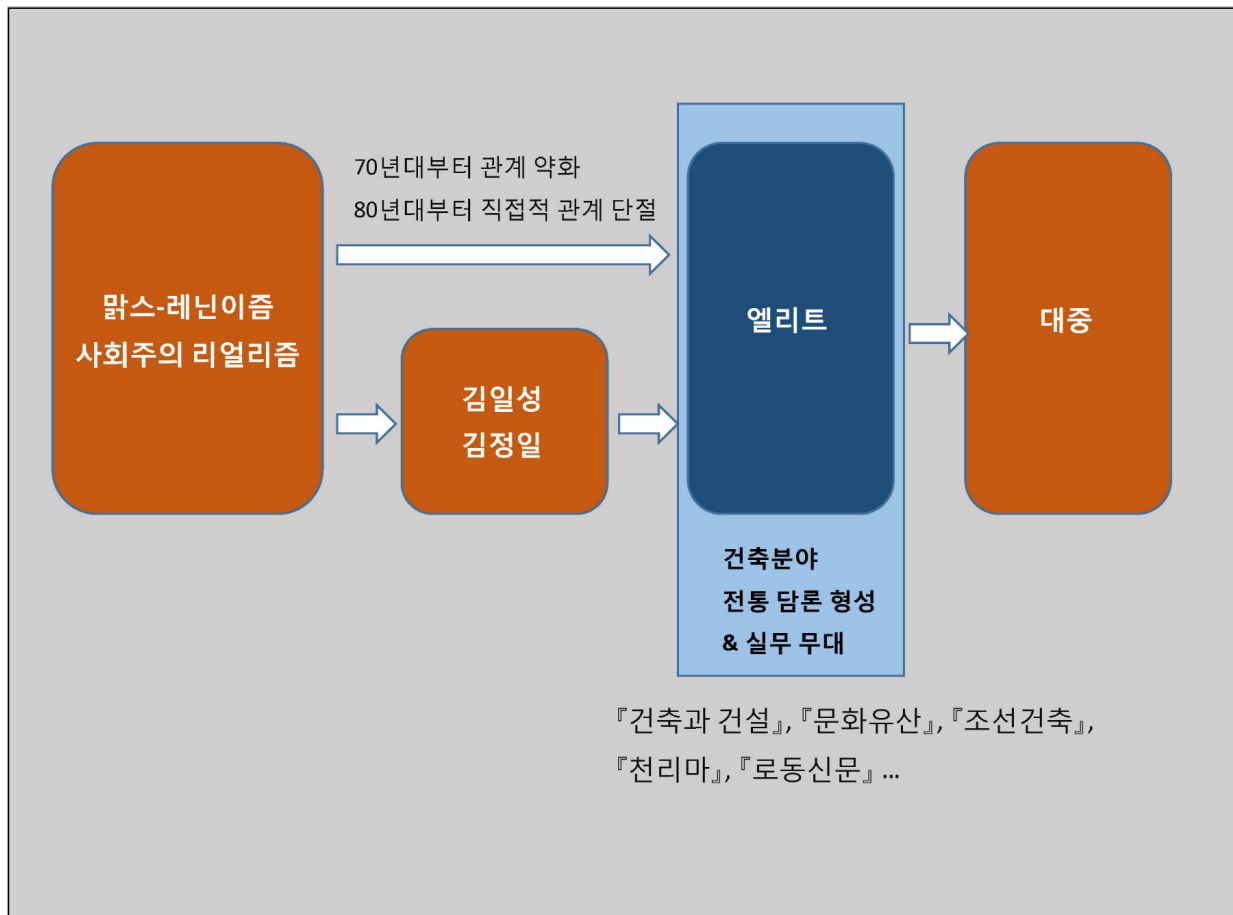 70년대부터 관계 약화
80년대부터 직접적 관계 단절
맑스-레닌이즘
사회주의 리얼리즘
김일성
김정일
엘리트
대중
건축분야
전통 담론 형성
& 실무 무대
『건축과 건설』, 『문화유산』, 『조선건축』,
『천리마』, 『로동신문』 ...